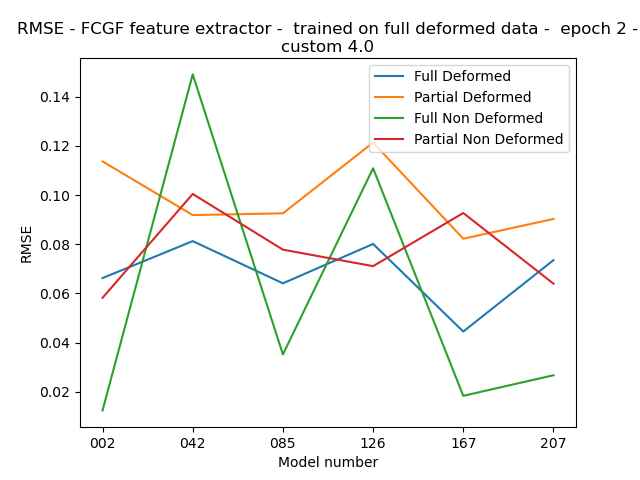 RMSE - FCGF feature extractor -  trained on full deformed data -  epoch 2 -
custom 4.0
Full Deformed
Partial Deformed
Full Non Deformed
Partial Non Deformed
0.14
0.12
0.10
0.08
0.06
0.04
0.02
RMSE
002 042 085 126 167 207
Model number